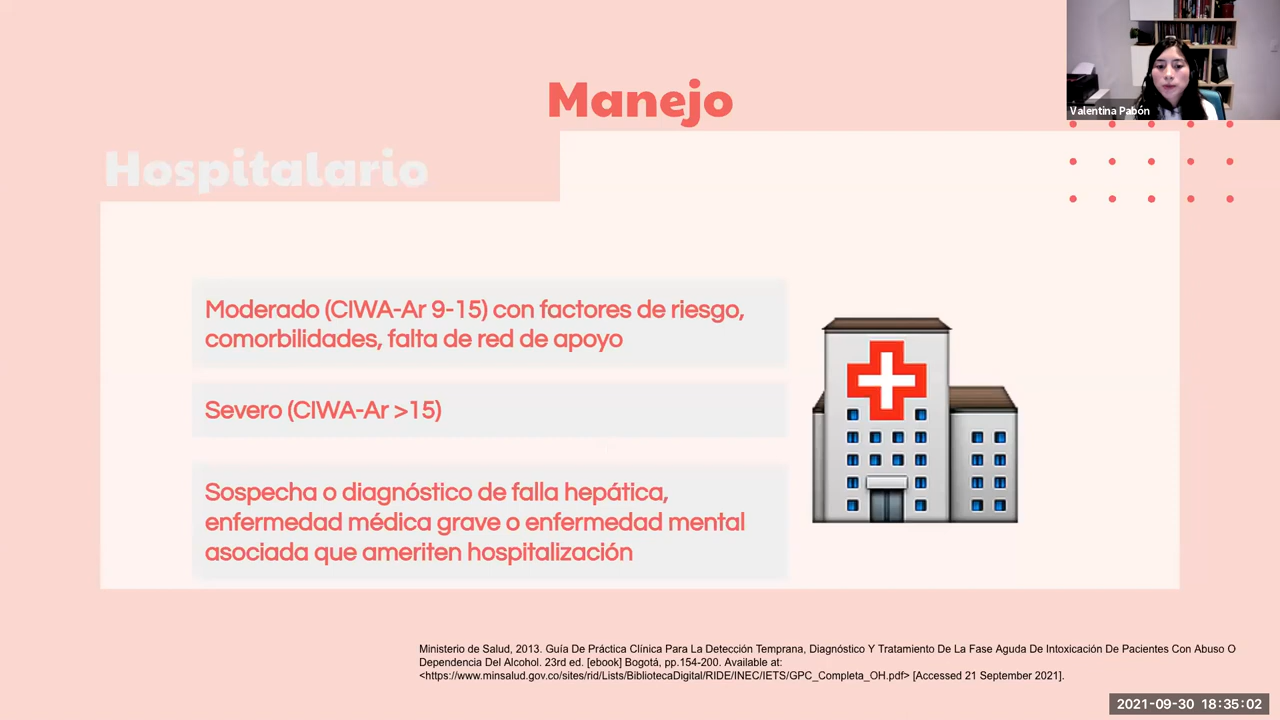 Manejo
Valentina Pabón
Hospitalario
Moderado (CIWA-Ar 9-15) con factores de riesgo,
comorbilidades, falta de red de apoyo
Severo (CIWA-Ar >15)
Sospecha o diagnóstico de falla hepática,
enfermedad médica grave o enfermedad mental
asociada que ameriten hospitalización
Ministerio de Salud, 2013. Guía De Práctica Clínica Para La Detección Temprana, Diagnóstico Y Tratamiento De La Fase Aguda De Intoxicación De Pacientes Con Abuso O
Dependencia Del Alcohol. 23rd ed. [ebook] Bogotá, pp.154-200. Available at:
<https://www.minsalud.gov.co/sites/rid/Lists/BibliotecaDigital/RIDE/INEC/IETS/GPC_Completa_OH.pdf> [Accessed 21 September 2021].
2021-09-30 18:35:02